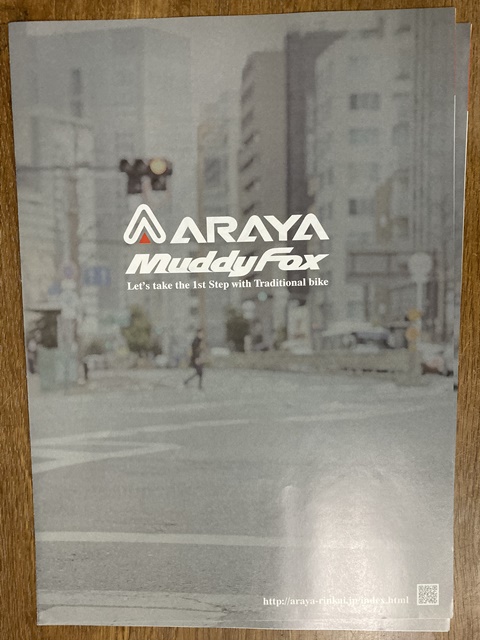 ARAYA
MuddyFox
Let's take the 1st Step with Traditional bike
http://araya-rinkai.jp/index.html